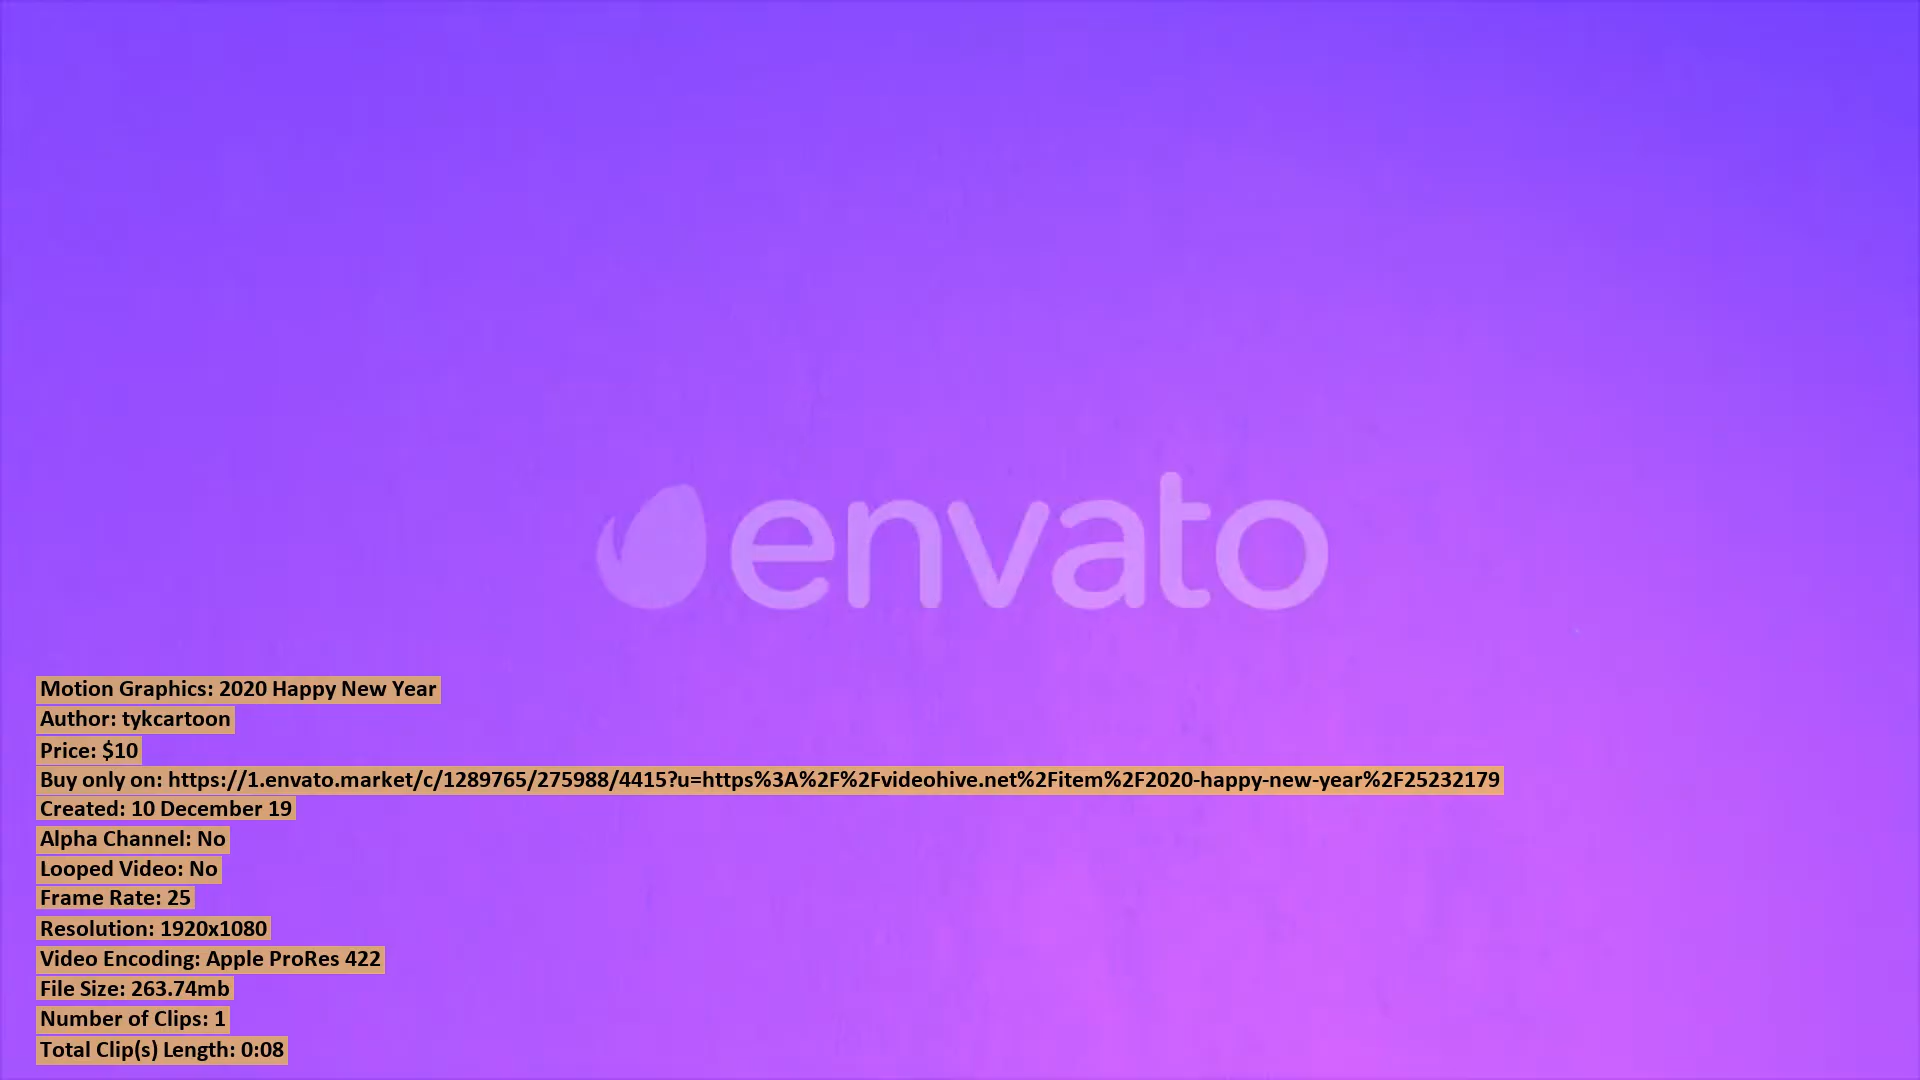 envato
Motion Graphics: 2020 Happy New Year
Author: tykcartoon
Price: $10
Buy only on: https://1.envato.market/c/1289765/275988/4415?u=https%3A%2F%2Fvideohive.net%2Fitem%2F2020-happy-new-year%2F25232179
Created: 10 December 19
Alpha Channel: No
Looped Video: No
Frame Rate: 25
Resolution: 1920x1080
Video Encoding: Apple ProRes 422
File Size: 263.74mb
Number of Clips: 1
Total Clip(s) Length: 0:08